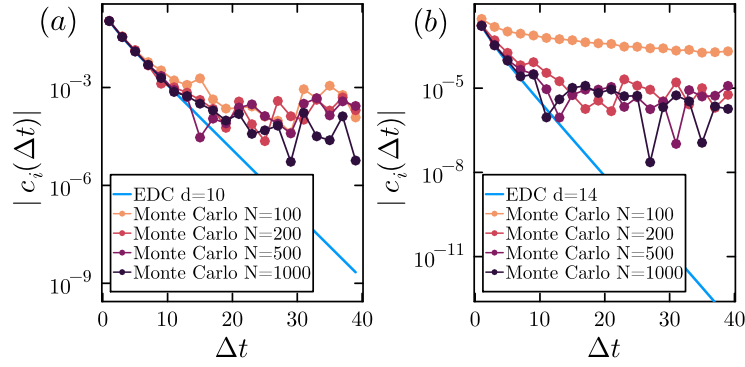 (a)
| c_i(Δt) |
10⁻³
10⁻⁶
10⁻⁹
EDC d=10
Monte Carlo N=100
Monte Carlo N=200
Monte Carlo N=500
Monte Carlo N=1000
0 10 20 30 40
Δt
(b)
| c_i(Δt) |
10⁻⁵
10⁻⁸
10⁻¹¹
EDC d=14
Monte Carlo N=100
Monte Carlo N=200
Monte Carlo N=500
Monte Carlo N=1000
0 10 20 30 40
Δt